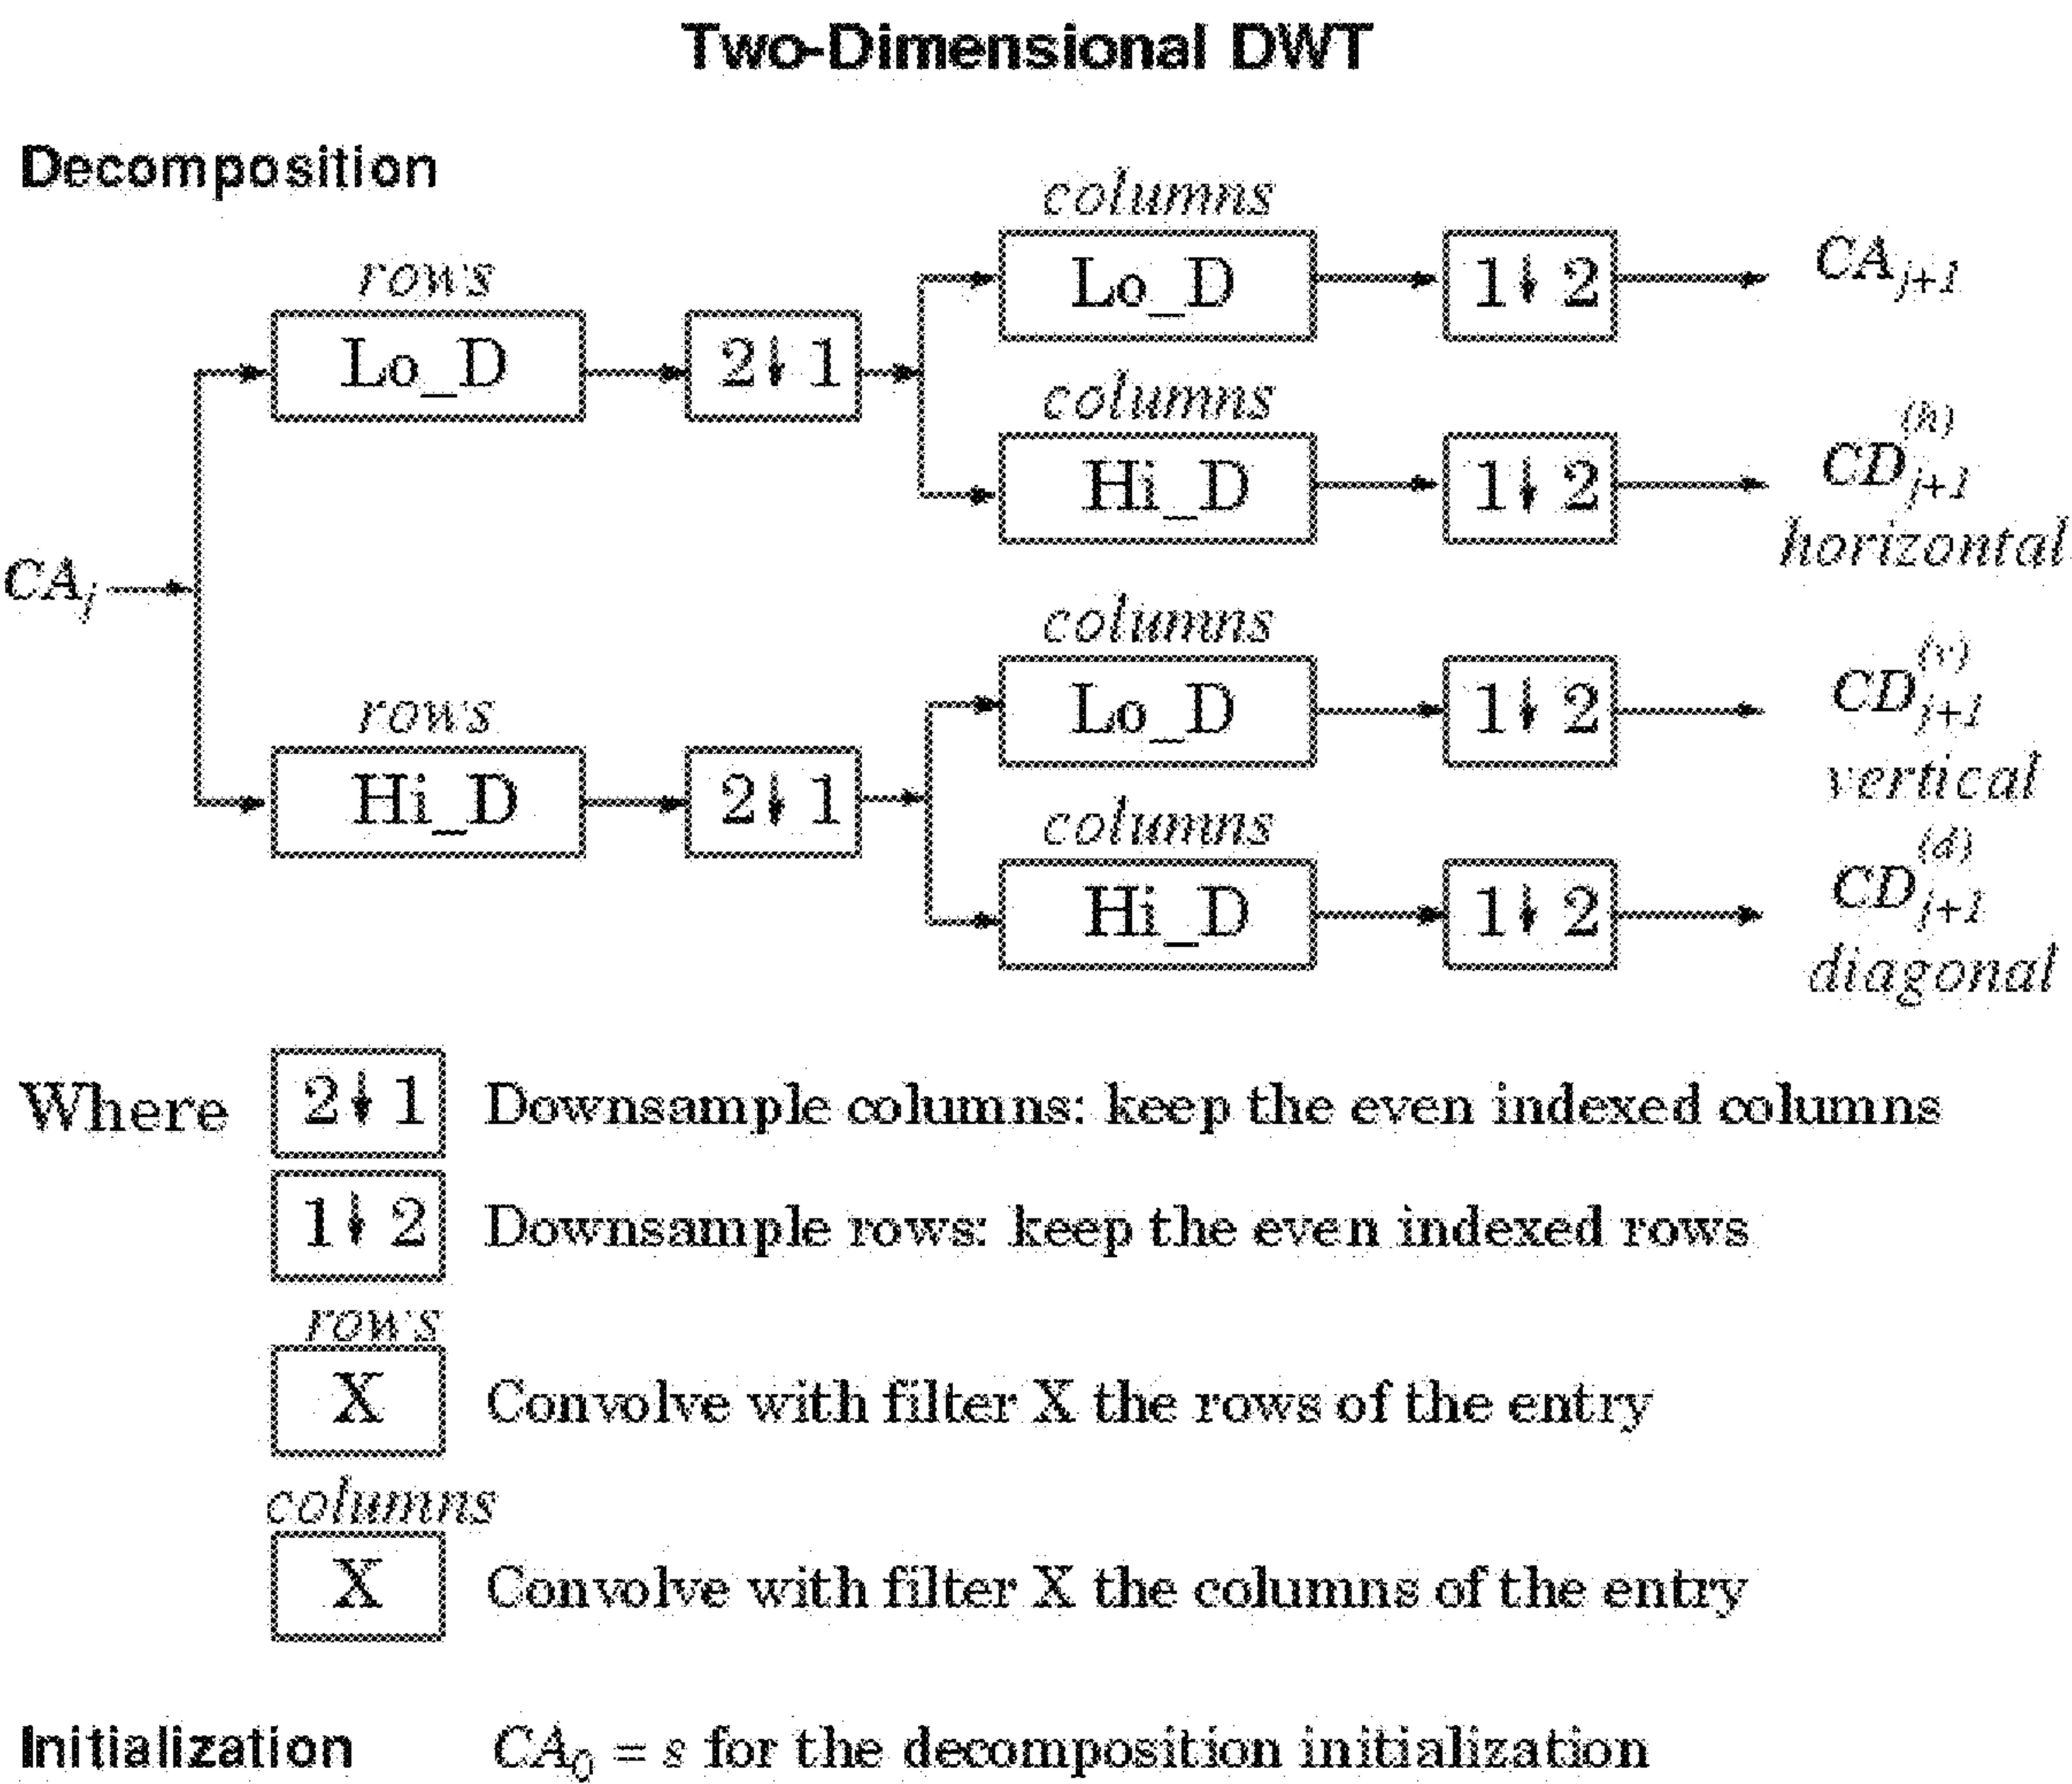 Two-Dimensional DWT
Decomposition
columns
Lo_D
1↓ 2
CA_{j+1}
rows
Lo_D
2↓ 1
columns
Hi_D
1↓ 2
CD_{j+1}^{(h)}
horizontal
CA_j
columns
Lo_D
1↓ 2
CD_{j+1}^{(v)}
vertical
rows
Hi_D
2↓ 1
columns
Hi_D
1↓ 2
CD_{j+1}^{(d)}
diagonal
Where 2↓ 1 Downsample columns: keep the even indexed columns
1↓ 2 Downsample rows: keep the even indexed rows
rows
X Convolve with filter X the rows of the entry
columns
X Convolve with filter X the columns of the entry
Initialization CA_0 = s for the decomposition initialization